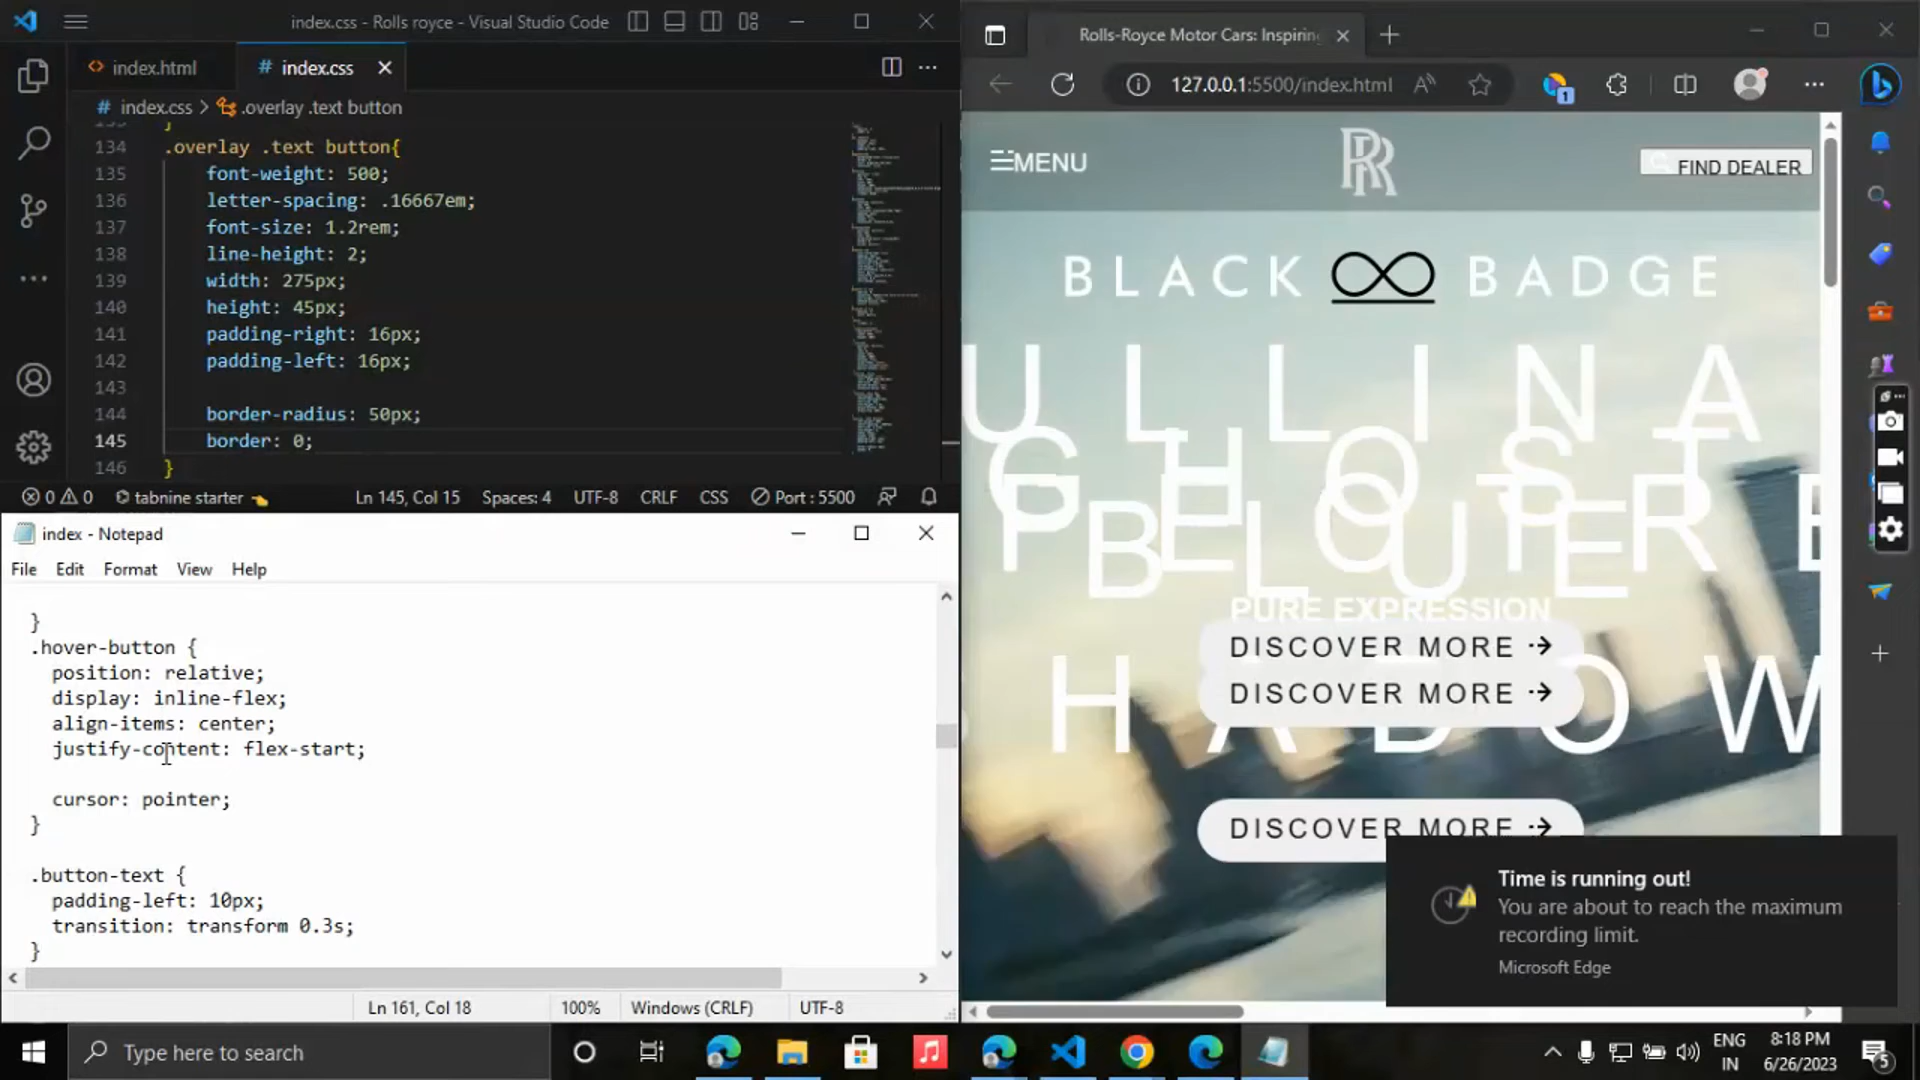 index.css - Rolls royce - Visual Studio Code
index.html
# index.css
# index.css > .overlay .text button
133 }
134 .overlay .text button{
135 font-weight: 500;
136 letter-spacing: .16667em;
137 font-size: 1.2rem;
138 line-height: 2;
139 width: 275px;
140 height: 45px;
141 padding-right: 16px;
142 padding-left: 16px;
143
144 border-radius: 50px;
145 border: 0;
146 }
0 0 tabnine starter Ln 145, Col 15 Spaces: 4 UTF-8 CRLF CSS Port : 5500
index - Notepad
File Edit Format View Help
}
.hover-button {
position: relative;
display: inline-flex;
align-items: center;
justify-content: flex-start;
cursor: pointer;
}
.button-text {
padding-left: 10px;
transition: transform 0.3s;
}
Ln 161, Col 18 100% Windows (CRLF) UTF-8
Rolls-Royce Motor Cars: Inspiring
127.0.0.1:5500/index.html
1
MENU
RR
FIND DEALER
BLACK BADGE
ULLINA
GHOST
BLOUTE
PURE EXPRESSION
DISCOVER MORE
DISCOVER MORE
HADOW
DISCOVER MORE
Time is running out!
You are about to reach the maximum
recording limit.
Microsoft Edge
Type here to search
ENG
IN
8:18 PM
6/26/2023
5